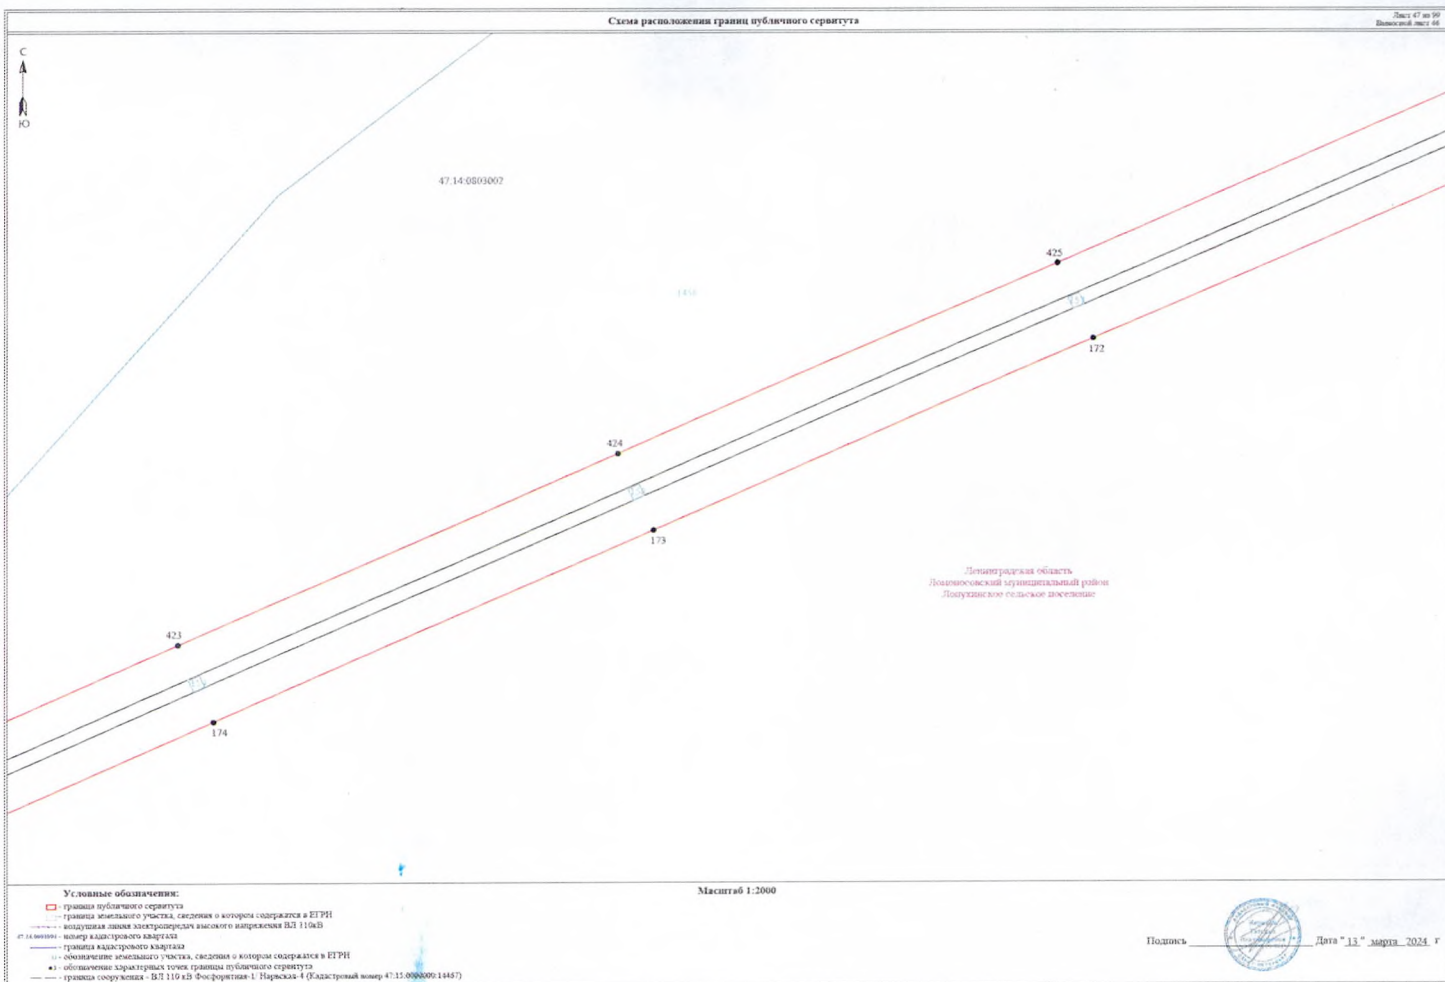 Схема расположения границ публичного сервитута
Лист 47 из 99
Выносной лист 46
С
Ю
47:14:0803002
1456
425
172
424
173
423
174
Ленинградская область
Ломоносовский муниципальный район
Лопухинское сельское поселение
Масштаб 1:2000
Условные обозначения:
- граница публичного сервитута
- граница земельного участка, сведения о котором содержатся в ЕГРН
- воздушная линия электропередач высокого напряжения ВЛ 110кВ
- номер кадастрового квартала
- граница кадастрового квартала
- обозначение земельного участка, сведения о котором содержатся в ЕГРН
- обозначение характерных точек границы публичного сервитута
- граница сооружения - ВЛ 110 кВ Фосфоритная-1/ Нарвская-4 (Кадастровый номер 47:15:0000000:14457)
Подпись
Дата "13" марта 2024 г